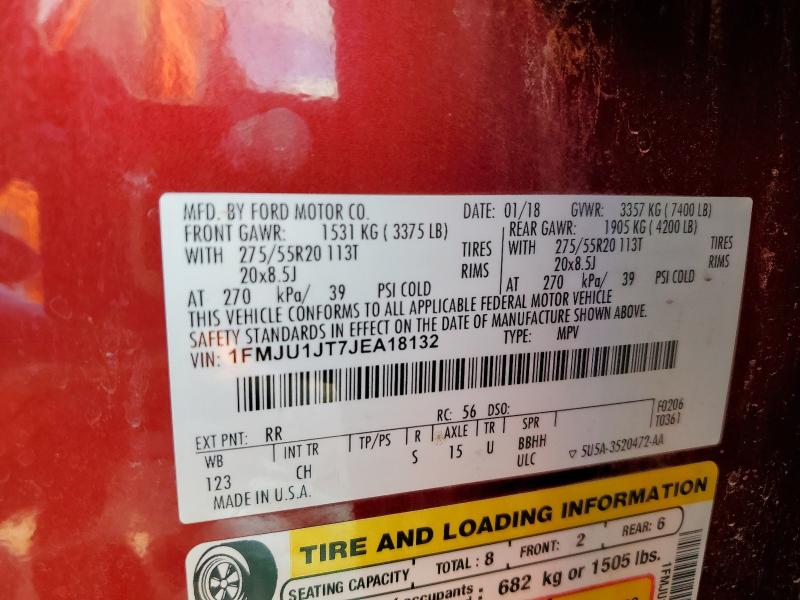 MFD. BY FORD MOTOR CO. DATE: 01/18 GVWR: 3357 KG ( 7400 LB)
FRONT GAWR: 1531 KG ( 3375 LB) REAR GAWR: 1905 KG ( 4200 LB)
WITH 275/55R20 113T TIRES WITH 275/55R20 113T TIRES
20x8.5J RIMS 20x8.5J RIMS
AT 270 kPa/ 39 PSI COLD AT 270 kPa/ 39 PSI COLD
THIS VEHICLE CONFORMS TO ALL APPLICABLE FEDERAL MOTOR VEHICLE
SAFETY STANDARDS IN EFFECT ON THE DATE OF MANUFACTURE SHOWN ABOVE.
VIN: 1FMJU1JT7JEA18132 TYPE: MPV
RC: 56 DSO: F0206
EXT PNT: RR T0361
WB INT TR TP/PS R AXLE TR SPR
123 CH S 15 U BBHH
ULC ▽ 5U5A-3520472-AA
MADE IN U.S.A.
TIRE AND LOADING INFORMATION
SEATING CAPACITY TOTAL : 8 FRONT: 2 REAR: 6
occupants : 682 kg or 1505 lbs.
1FMJU